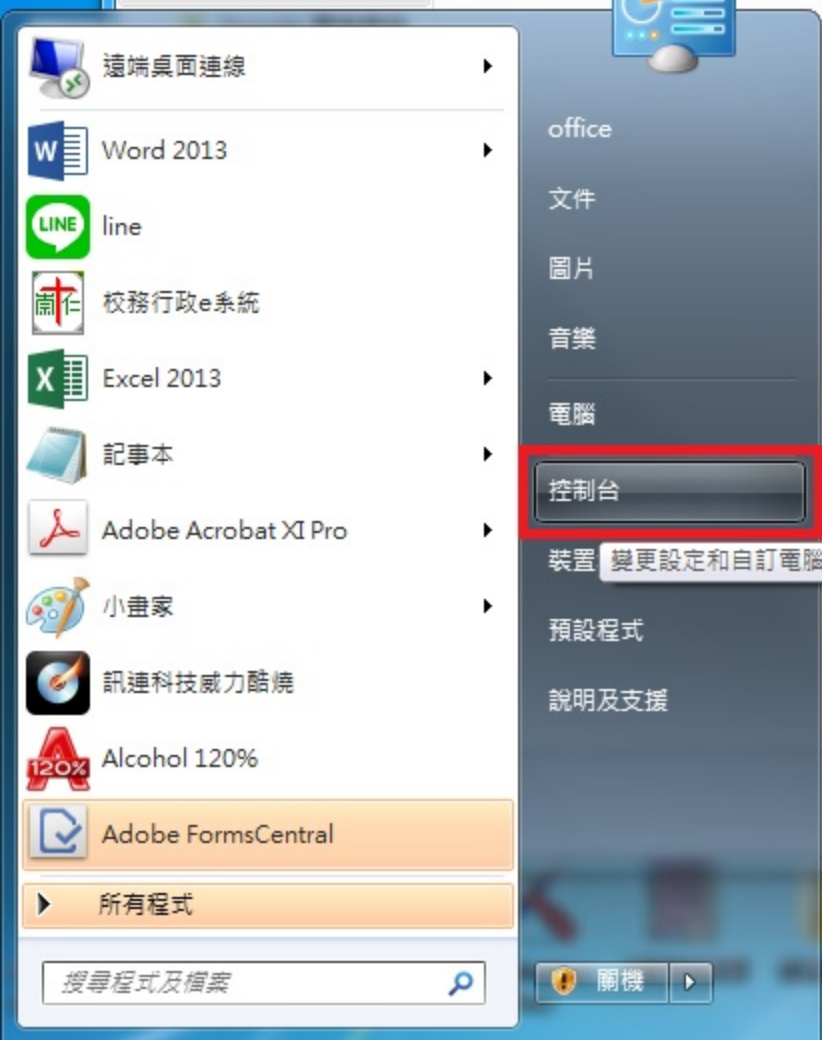 遠端桌面連線
Word 2013
LINE
line
崇仁
校務行政e系統
Excel 2013
記事本
Adobe Acrobat XI Pro
小畫家
訊連科技威力酷燒
120%
Alcohol 120%
Adobe FormsCentral
所有程式
搜尋程式及檔案
office
文件
圖片
音樂
電腦
控制台
裝置
變更設定和自訂電腦
預設程式
說明及支援
關機